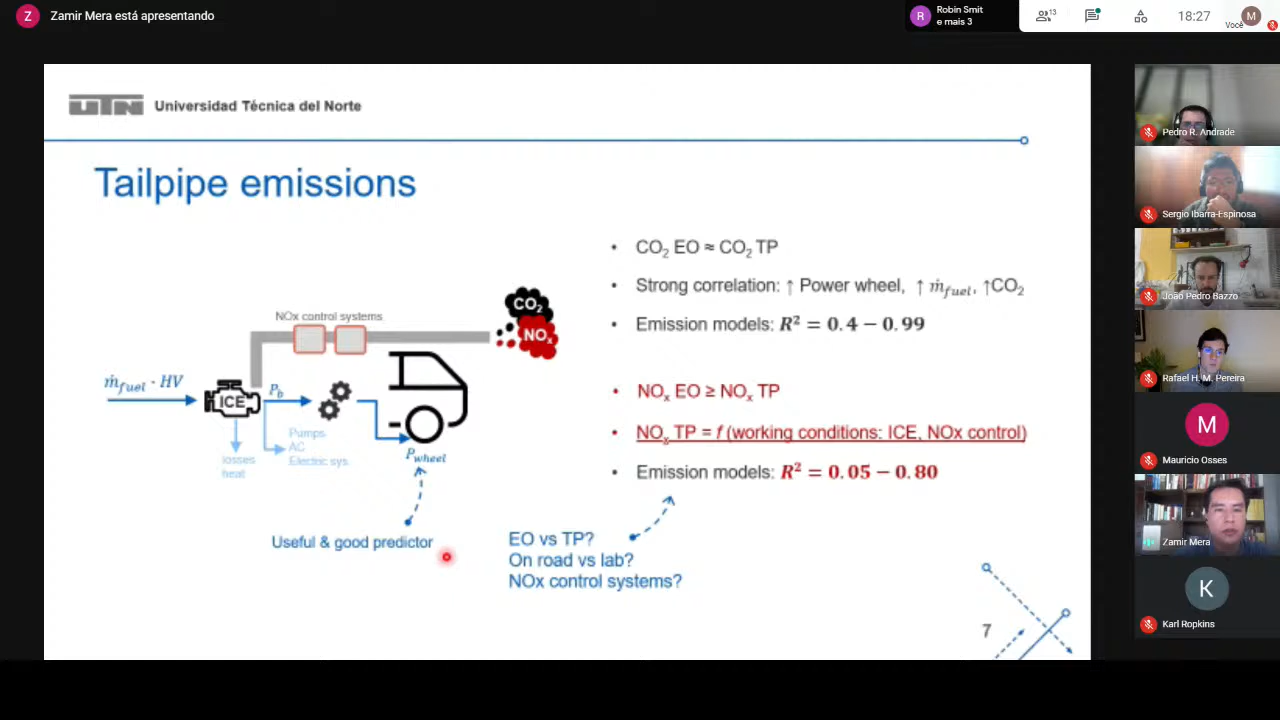 Z Zamir Mera está apresentando
R Robin Smit
e mais 3
13
18:27
Você
M
UTN Universidad Técnica del Norte
Tailpipe emissions
• CO₂ EO ≈ CO₂ TP
• Strong correlation: ↑ Power wheel, ↑ ṁ_fuel, ↑CO₂
• Emission models: R² = 0.4 − 0.99
• NOₓ EO ≥ NOₓ TP
• NOₓ TP = f (working conditions: ICE, NOx control)
• Emission models: R² = 0.05 − 0.80
NOx control systems
CO₂
NOₓ
ṁ_fuel · HV
ICE
P_b
Pumps
AC
Electric sys.
losses
heat
P_wheel
Useful & good predictor
EO vs TP?
On road vs lab?
NOx control systems?
7
Pedro R. Andrade
Sergio Ibarra-Espinosa
João Pedro Bazzo
Rafael H. M. Pereira
M
Mauricio Osses
Zamir Mera
K
Karl Ropkins